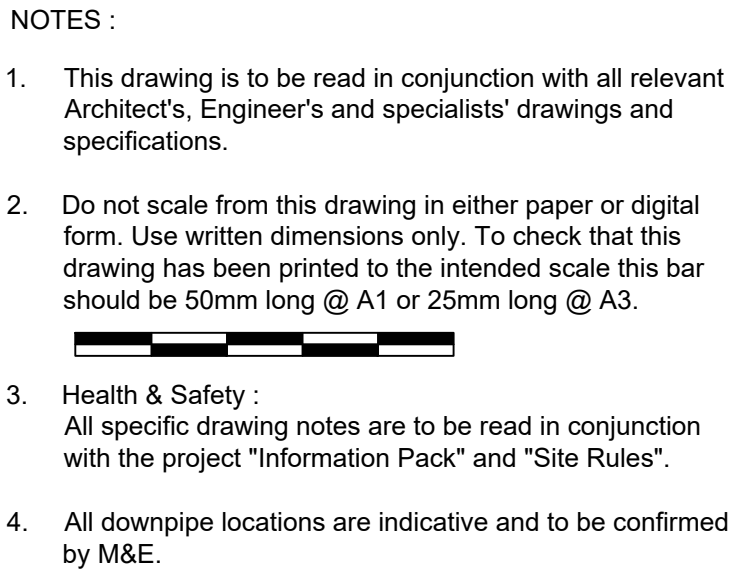 NOTES :
1. This drawing is to be read in conjunction with all relevant
Architect's, Engineer's and specialists' drawings and
specifications.
2. Do not scale from this drawing in either paper or digital
form. Use written dimensions only. To check that this
drawing has been printed to the intended scale this bar
should be 50mm long @ A1 or 25mm long @ A3.
3. Health & Safety :
All specific drawing notes are to be read in conjunction
with the project "Information Pack" and "Site Rules".
4. All downpipe locations are indicative and to be confirmed
by M&E.